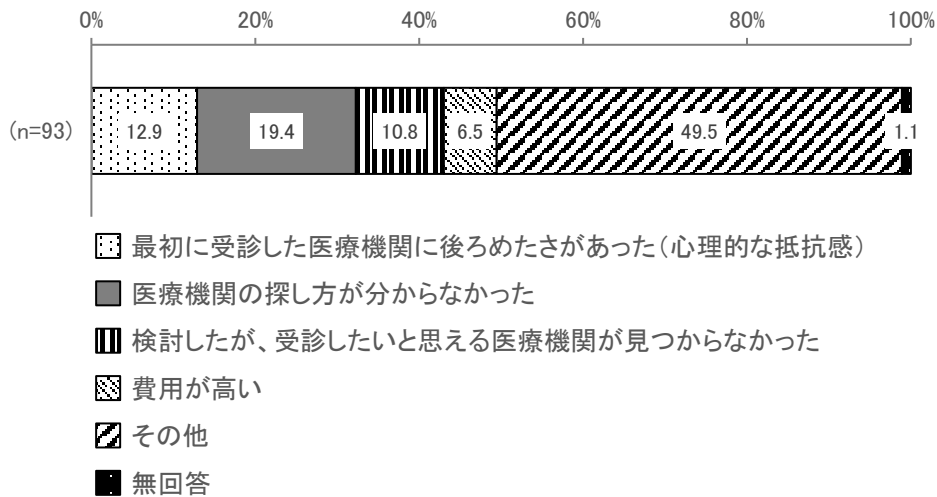 0% 20% 40% 60% 80% 100%
(n=93) 12.9 19.4 10.8 6.5 49.5 1.1
最初に受診した医療機関に後ろめたさがあった(心理的な抵抗感)
医療機関の探し方が分からなかった
検討したが、受診したいと思える医療機関が見つからなかった
費用が高い
その他
無回答